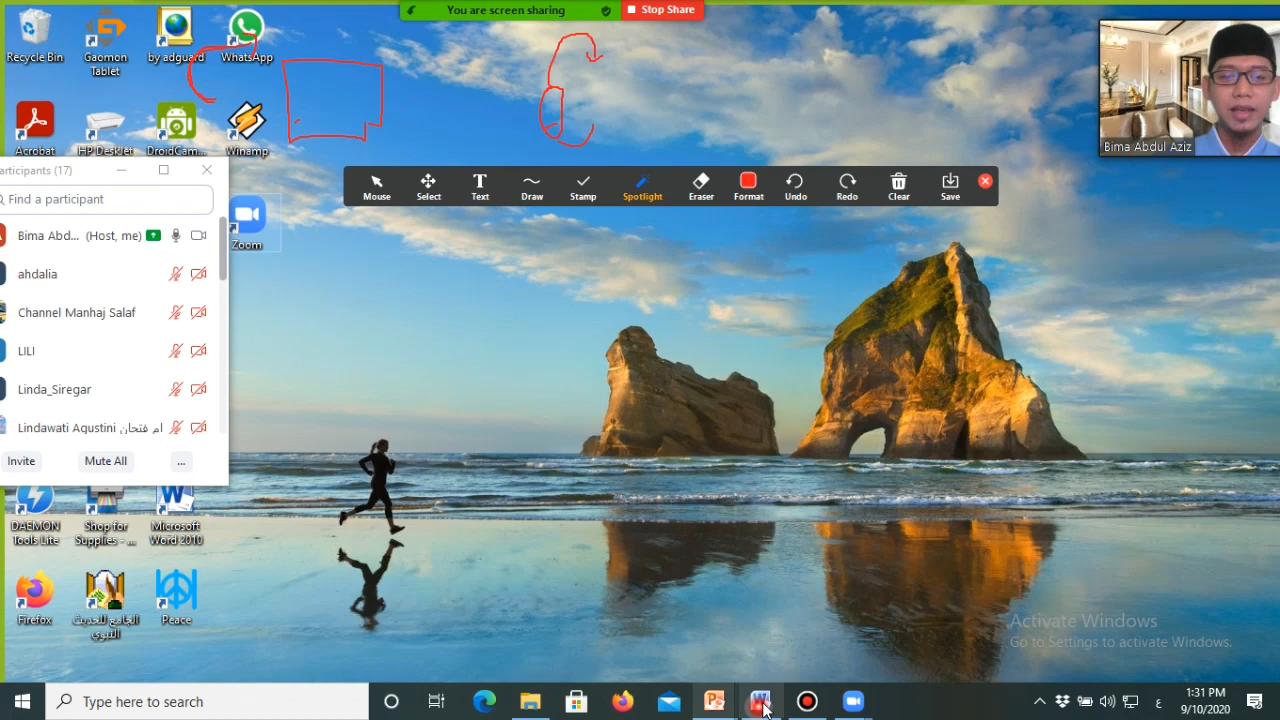 You are screen sharing
Stop Share
Recycle Bin
Gaomon Tablet
by adguard
WhatsApp
Acrobat
HP DeskJet
DroidCam...
Winamp
Bima Abdul Aziz
articipants (17)
Find a participant
Bima Abd... (Host, me)
ahdalia
Channel Manhaj Salaf
LILI
Linda_Siregar
Lindawati Agustini ام فتحان
Invite
Mute All
...
Zoom
Mouse
Select
Text
Draw
Stamp
Spotlight
Eraser
Format
Undo
Redo
Clear
Save
DAEMON Tools Lite
Shop for Supplies - ...
Microsoft Word 2010
Firefox
الجامع للحديث النبوي
Peace
Activate Windows
Go to Settings to activate Windows.
Type here to search
ع
1:31 PM
9/10/2020